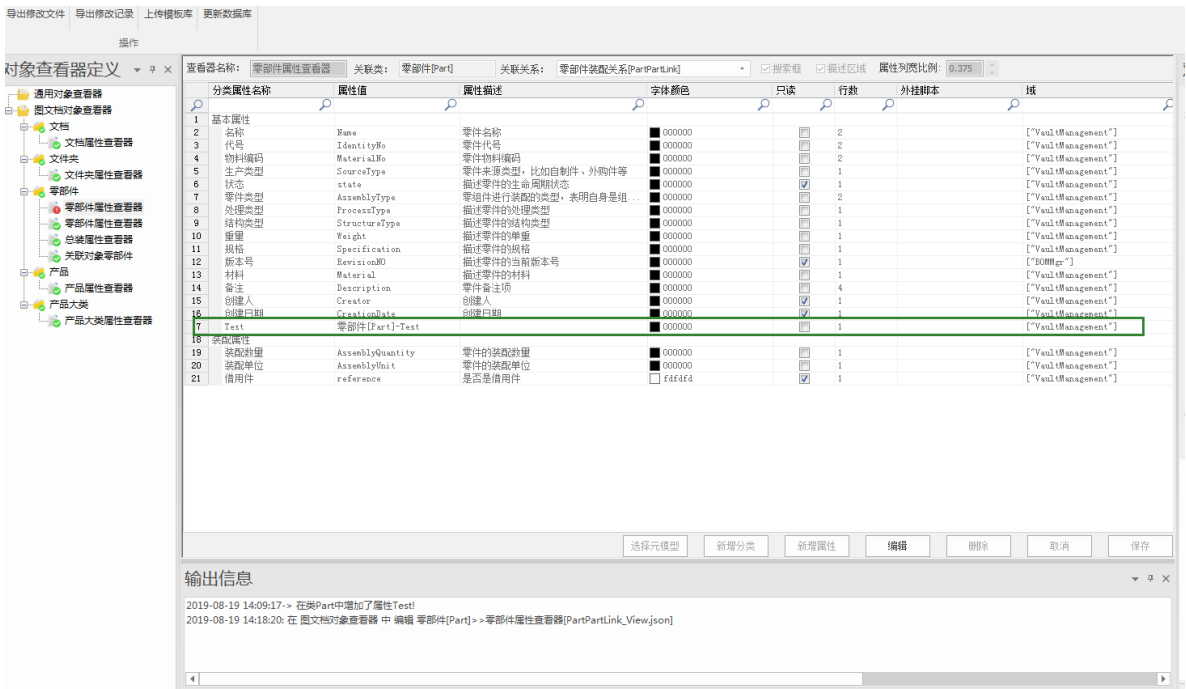 导出修改文件 导出修改记录 上传模板库 更新数据库
操作
对象查看器定义
通用对象查看器
图文档对象查看器
文档
文档属性查看器
文件夹
文件夹属性查看器
零部件
零部件属性查看器
零部件属性查看器
总装属性查看器
关联对象零部件
产品
产品属性查看器
产品大类
产品大类属性查看器
查看器名称: 零部件属性查看器 关联类: 零部件[Part] 关联关系: 零部件装配关系[PartPartLink] 搜索框 描述区域 属性列宽比例: 0.375
分类属性名称 属性值 属性描述 字体颜色 只读 行数 外挂脚本 域
1 基本属性
2 名称 Name 零件名称 000000 2 ["VaultManagement"]
3 代号 IdentityNo 零件代号 000000 2 ["VaultManagement"]
4 物料编码 MaterialNo 零件物料编码 000000 2 ["VaultManagement"]
5 生产类型 SourceType 零件来源类型，比如自制件、外购件等 000000 1 ["VaultManagement"]
6 状态 state 描述零件的生命周期状态 000000 1 ["VaultManagement"]
7 零件类型 AssemblyType 零组件进行装配的类型，表明自身是组... 000000 2 ["VaultManagement"]
8 处理类型 ProcessType 描述零件的处理类型 000000 1 ["VaultManagement"]
9 结构类型 StructureType 描述零件的结构类型 000000 1 ["VaultManagement"]
10 重量 Weight 描述零件的单重 000000 1 ["VaultManagement"]
11 规格 Specification 描述零件的规格 000000 1 ["VaultManagement"]
12 版本号 RevisionNO 描述零件的当前版本号 000000 1 ["BOMMgr"]
13 材料 Material 描述零件的材料 000000 1 ["VaultManagement"]
14 备注 Description 零件备注项 000000 4 ["VaultManagement"]
15 创建人 Creator 创建人 000000 1 ["VaultManagement"]
16 创建日期 CreationDate 创建日期 000000 1 ["VaultManagement"]
7 Test 零部件[Part]-Test 000000 1 ["VaultManagement"]
18 装配属性
19 装配数量 AssemblyQuantity 零件的装配数量 000000 1 ["VaultManagement"]
20 装配单位 AssemblyUnit 零件的装配单位 000000 1 ["VaultManagement"]
21 借用件 reference 是否是借用件 fdfdfd 1 ["VaultManagement"]
选择元模型 新增分类 新增属性 编辑 删除 取消 保存
输出信息
2019-08-19 14:09:17-> 在类Part中增加了属性Test!
2019-08-19 14:18:20: 在 图文档对象查看器 中 编辑 零部件[Part]>>零部件属性查看器[PartPartLink_View.json]